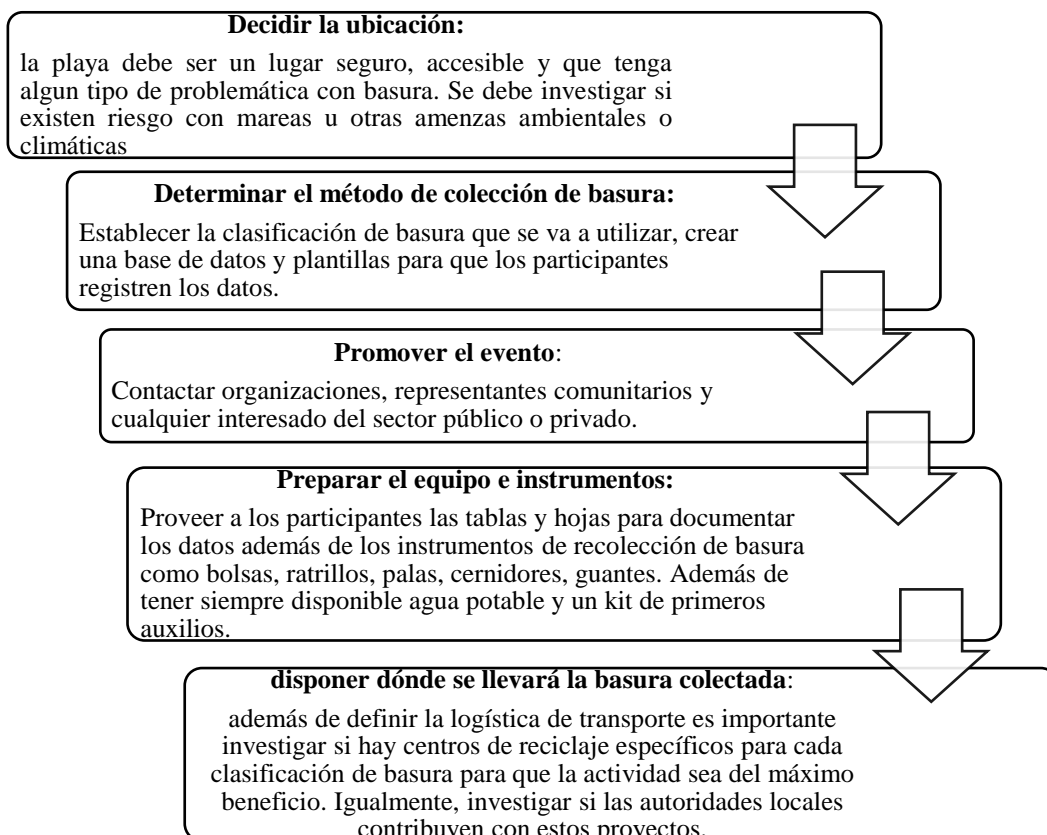 Decidir la ubicación:
la playa debe ser un lugar seguro, accesible y que tenga
algun tipo de problemática con basura. Se debe investigar si
existen riesgo con mareas u otras amenzas ambientales o
climáticas
Determinar el método de colección de basura:
Establecer la clasificación de basura que se va a utilizar, crear
una base de datos y plantillas para que los participantes
registren los datos.
Promover el evento:
Contactar organizaciones, representantes comunitarios y
cualquier interesado del sector público o privado.
Preparar el equipo e instrumentos:
Proveer a los participantes las tablas y hojas para documentar
los datos además de los instrumentos de recolección de basura
como bolsas, ratrillos, palas, cernidores, guantes. Además de
tener siempre disponible agua potable y un kit de primeros
auxilios.
disponer dónde se llevará la basura colectada:
además de definir la logística de transporte es importante
investigar si hay centros de reciclaje específicos para cada
clasificación de basura para que la actividad sea del máximo
beneficio. Igualmente, investigar si las autoridades locales
contribuyen con estos proyectos.